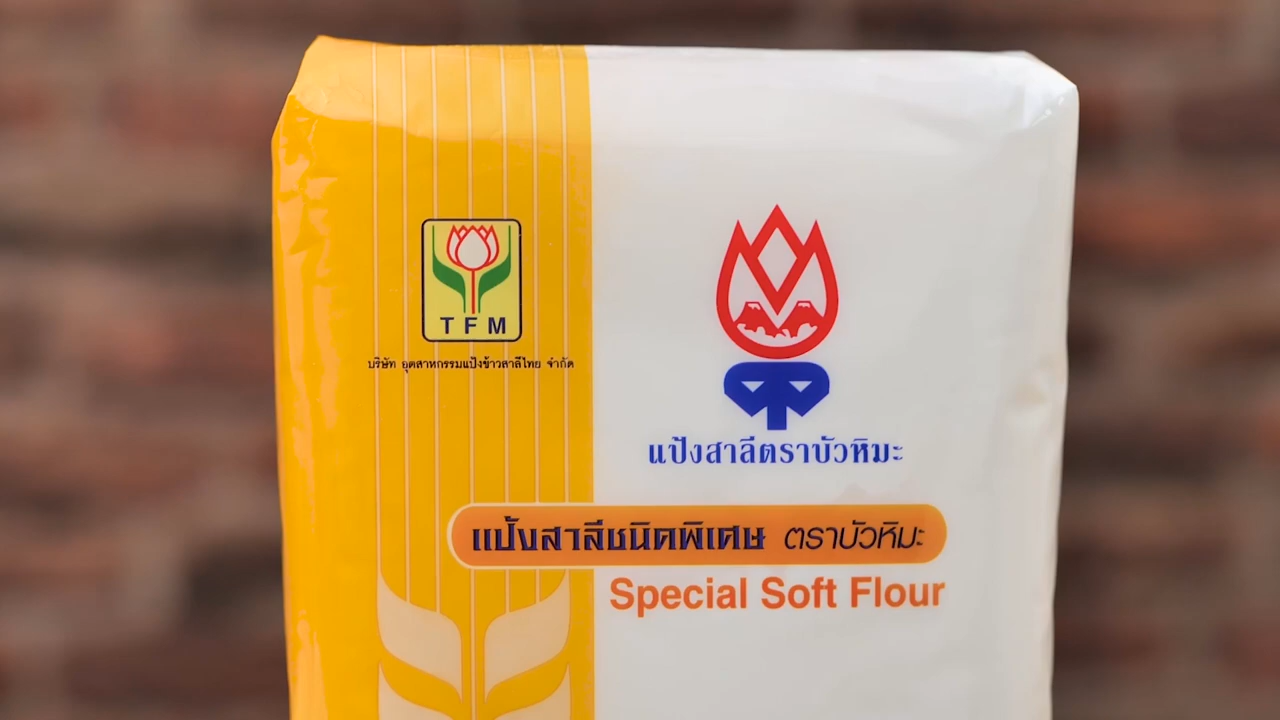 TFM
บริษัท อุตสาหกรรมแป้งข้าวสาลีไทย จำกัด
แป้งสาลีตราบัวหิมะ
แป้งสาลีชนิดพิเศษ ตราบัวหิมะ
Special Soft Flour